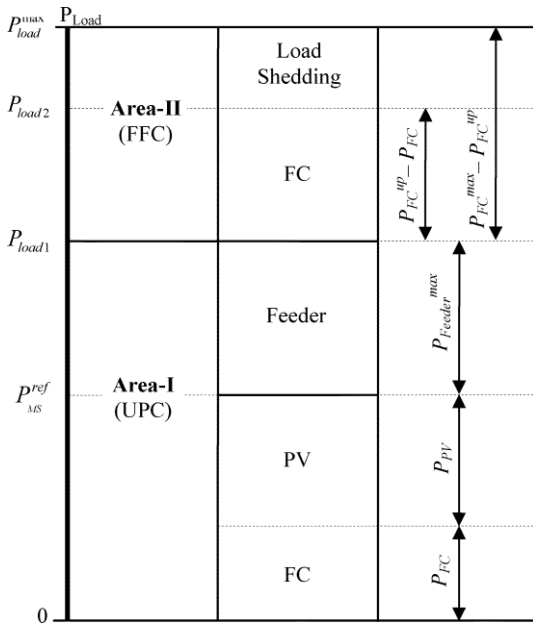 P_load^max P_Load
Load
Shedding
P_load2
Area-II
(FFC)
FC
P_FC^up − P_FC
P_FC^max − P_FC^up
P_load1
Feeder
P_Feeder^max
P_MS^ref
Area-I
(UPC)
PV
P_PV
FC
P_FC
0